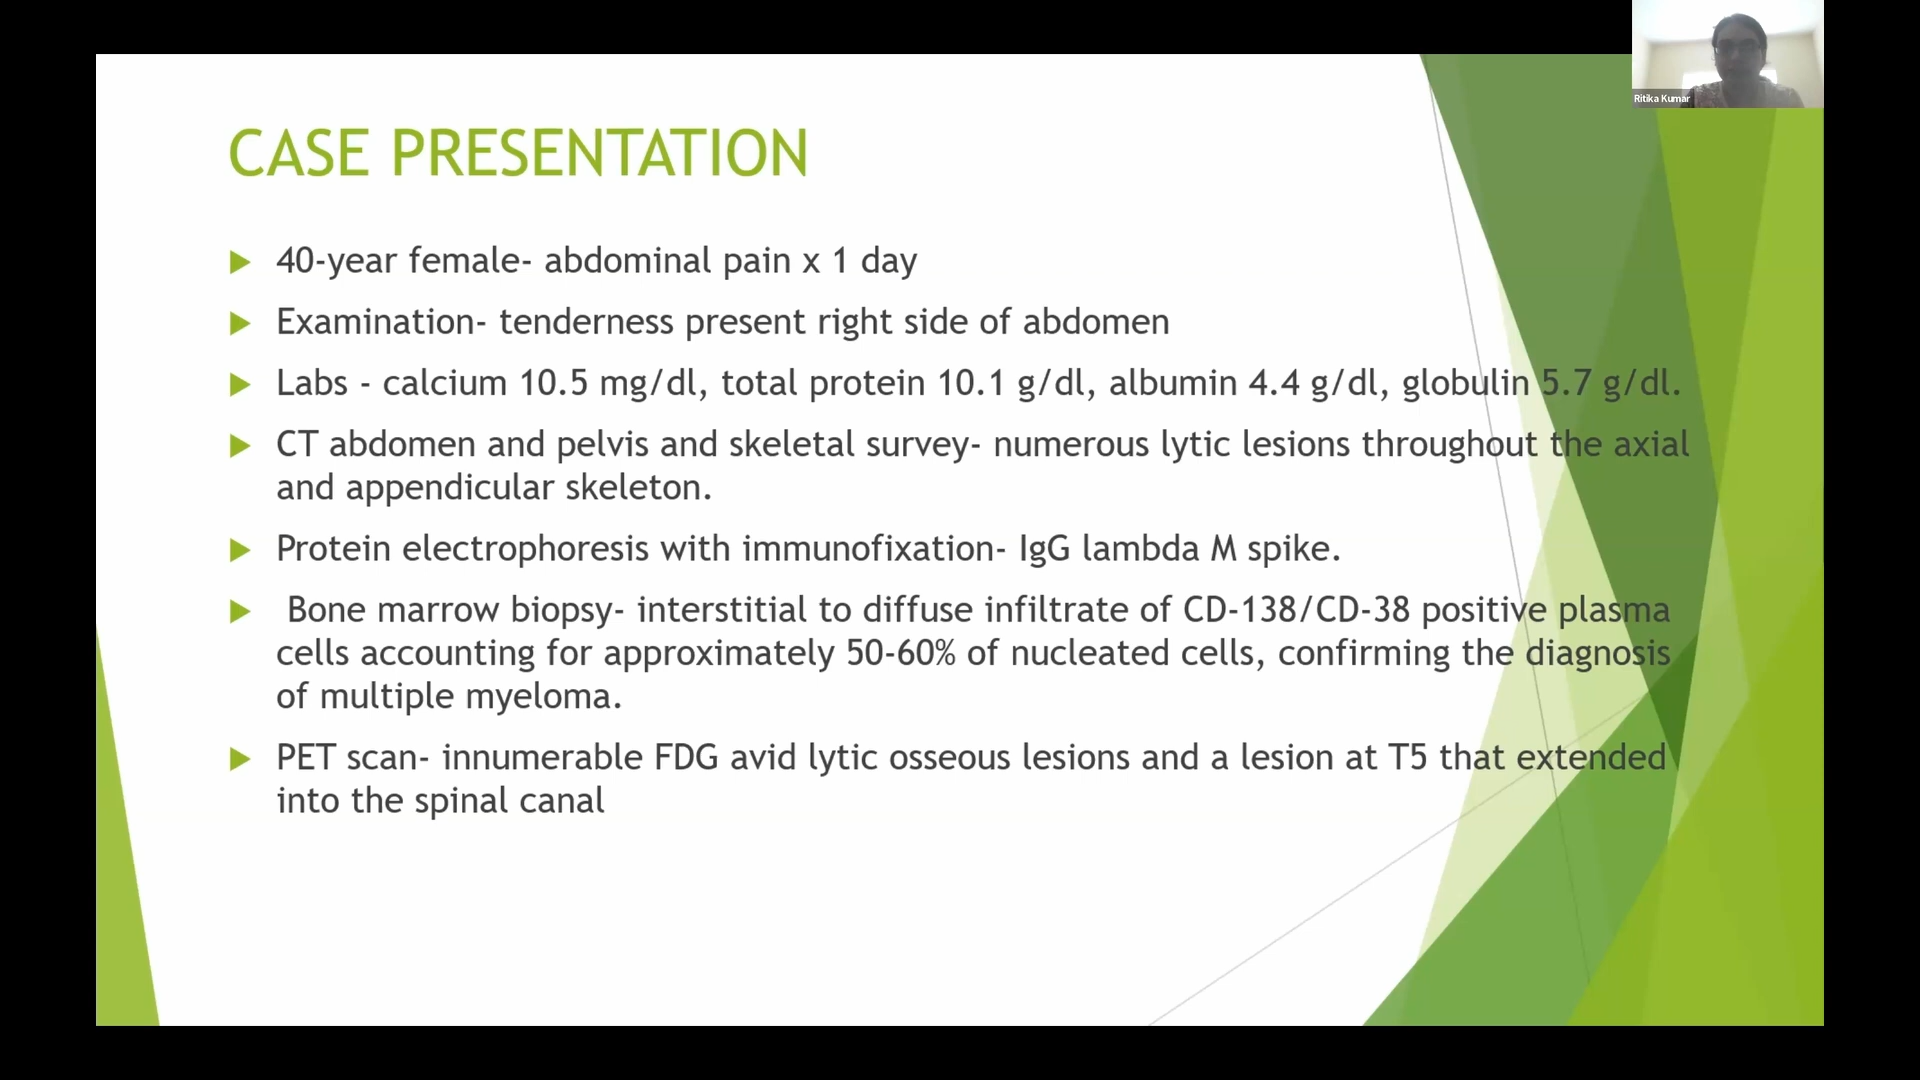 Ritika Kumar
CASE PRESENTATION
40-year female- abdominal pain x 1 day
Examination- tenderness present right side of abdomen
Labs - calcium 10.5 mg/dl, total protein 10.1 g/dl, albumin 4.4 g/dl, globulin 5.7 g/dl.
CT abdomen and pelvis and skeletal survey- numerous lytic lesions throughout the axial
and appendicular skeleton.
Protein electrophoresis with immunofixation- IgG lambda M spike.
Bone marrow biopsy- interstitial to diffuse infiltrate of CD-138/CD-38 positive plasma
cells accounting for approximately 50-60% of nucleated cells, confirming the diagnosis
of multiple myeloma.
PET scan- innumerable FDG avid lytic osseous lesions and a lesion at T5 that extended
into the spinal canal